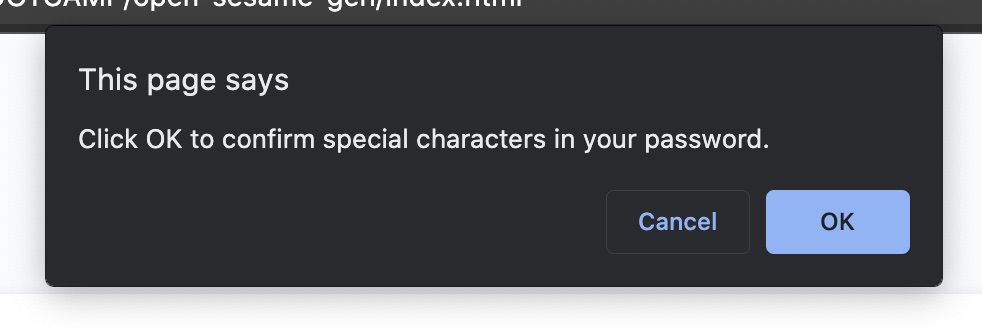 /open-sesame-gen/index.html
This page says
Click OK to confirm special characters in your password.
Cancel OK